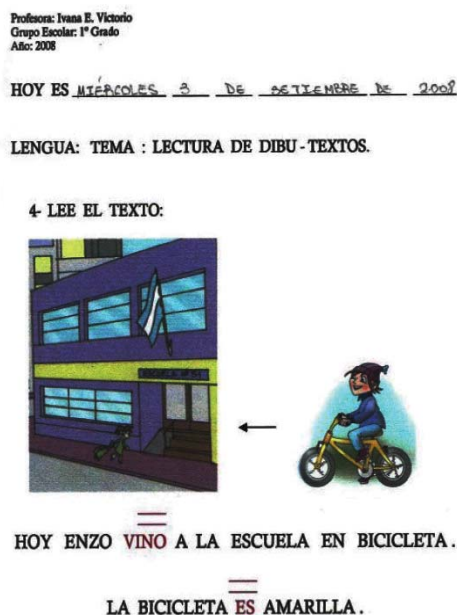 Profesora: Ivana E. Victorio
Grupo Escolar: 1º Grado
Año: 2008
HOY ES MIÉRCOLES 3 DE SETIEMBRE DE 2008
LENGUA: TEMA : LECTURA DE DIBU - TEXTOS.
4- LEE EL TEXTO:
HOY ENZO VINO A LA ESCUELA EN BICICLETA.
LA BICICLETA ES AMARILLA.